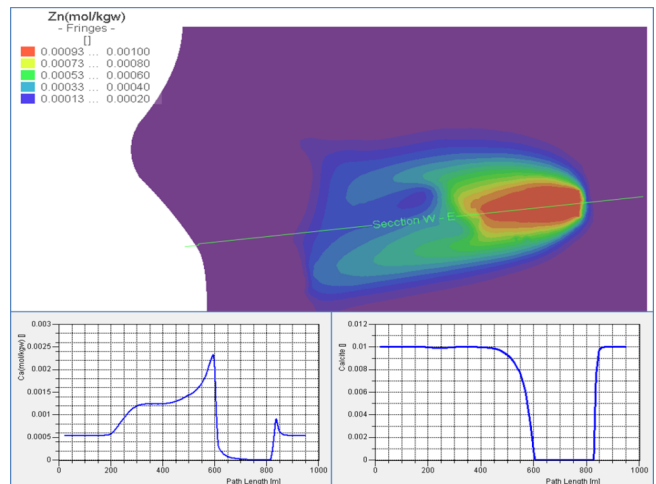 Zn(mol/kgw)
- Fringes -
[]
0.00093 ... 0.00100
0.00073 ... 0.00080
0.00053 ... 0.00060
0.00033 ... 0.00040
0.00013 ... 0.00020
Secction W - E
Ca(mol/kgw) []
0.003
0.0025
0.002
0.0015
0.001
0.0005
0
0 200 400 600 800 1000
Path Length [m]
Calcite []
0.012
0.01
0.008
0.006
0.004
0.002
0
0 200 400 600 800 1000
Path Length [m]